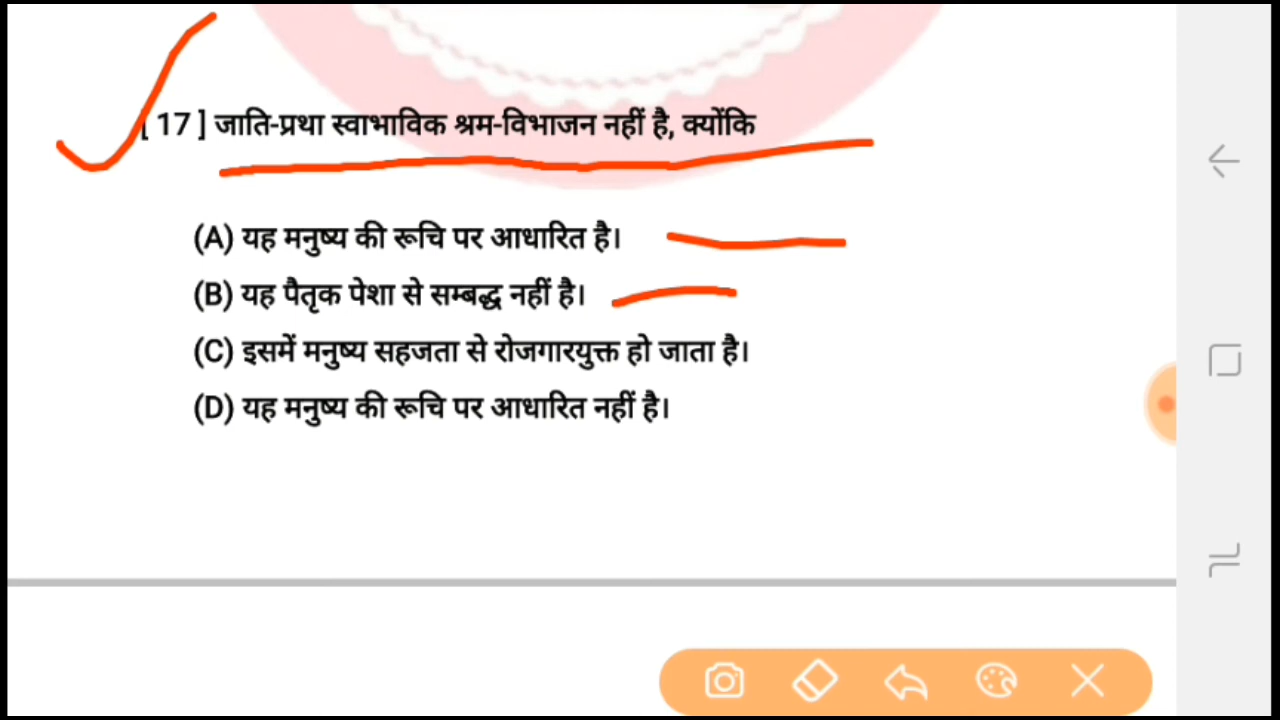 [ 17 ] जाति-प्रथा स्वाभाविक श्रम-विभाजन नहीं है, क्योंकि
(A) यह मनुष्य की रूचि पर आधारित है।
(B) यह पैतृक पेशा से सम्बद्ध नहीं है।
(C) इसमें मनुष्य सहजता से रोजगारयुक्त हो जाता है।
(D) यह मनुष्य की रूचि पर आधारित नहीं है।